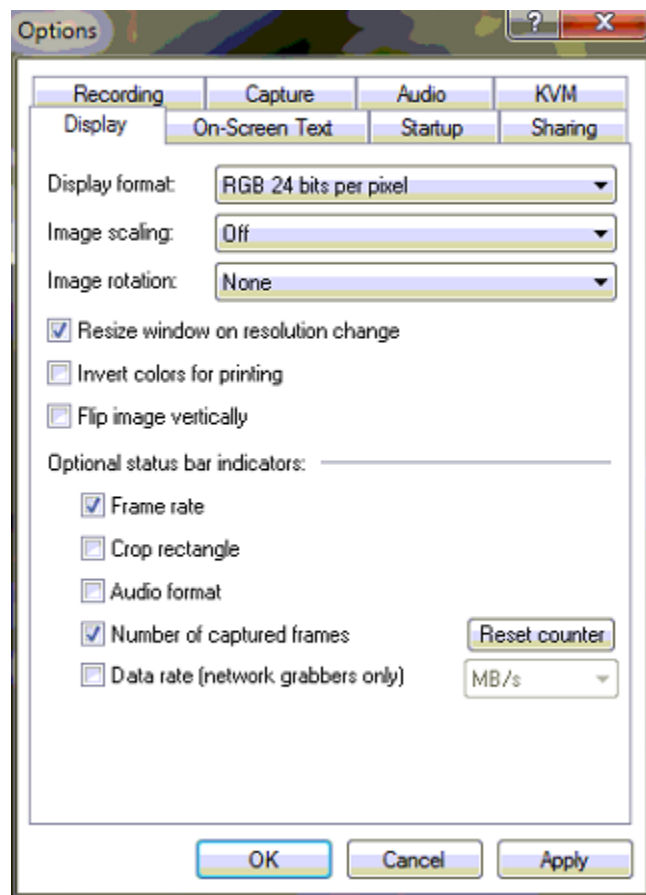 Options
Recording Capture Audio KVM
Display On-Screen Text Startup Sharing
Display format: RGB 24 bits per pixel
Image scaling: Off
Image rotation: None
Resize window on resolution change
Invert colors for printing
Flip image vertically
Optional status bar indicators:
Frame rate
Crop rectangle
Audio format
Number of captured frames Reset counter
Data rate (network grabbers only) MB/s
OK Cancel Apply